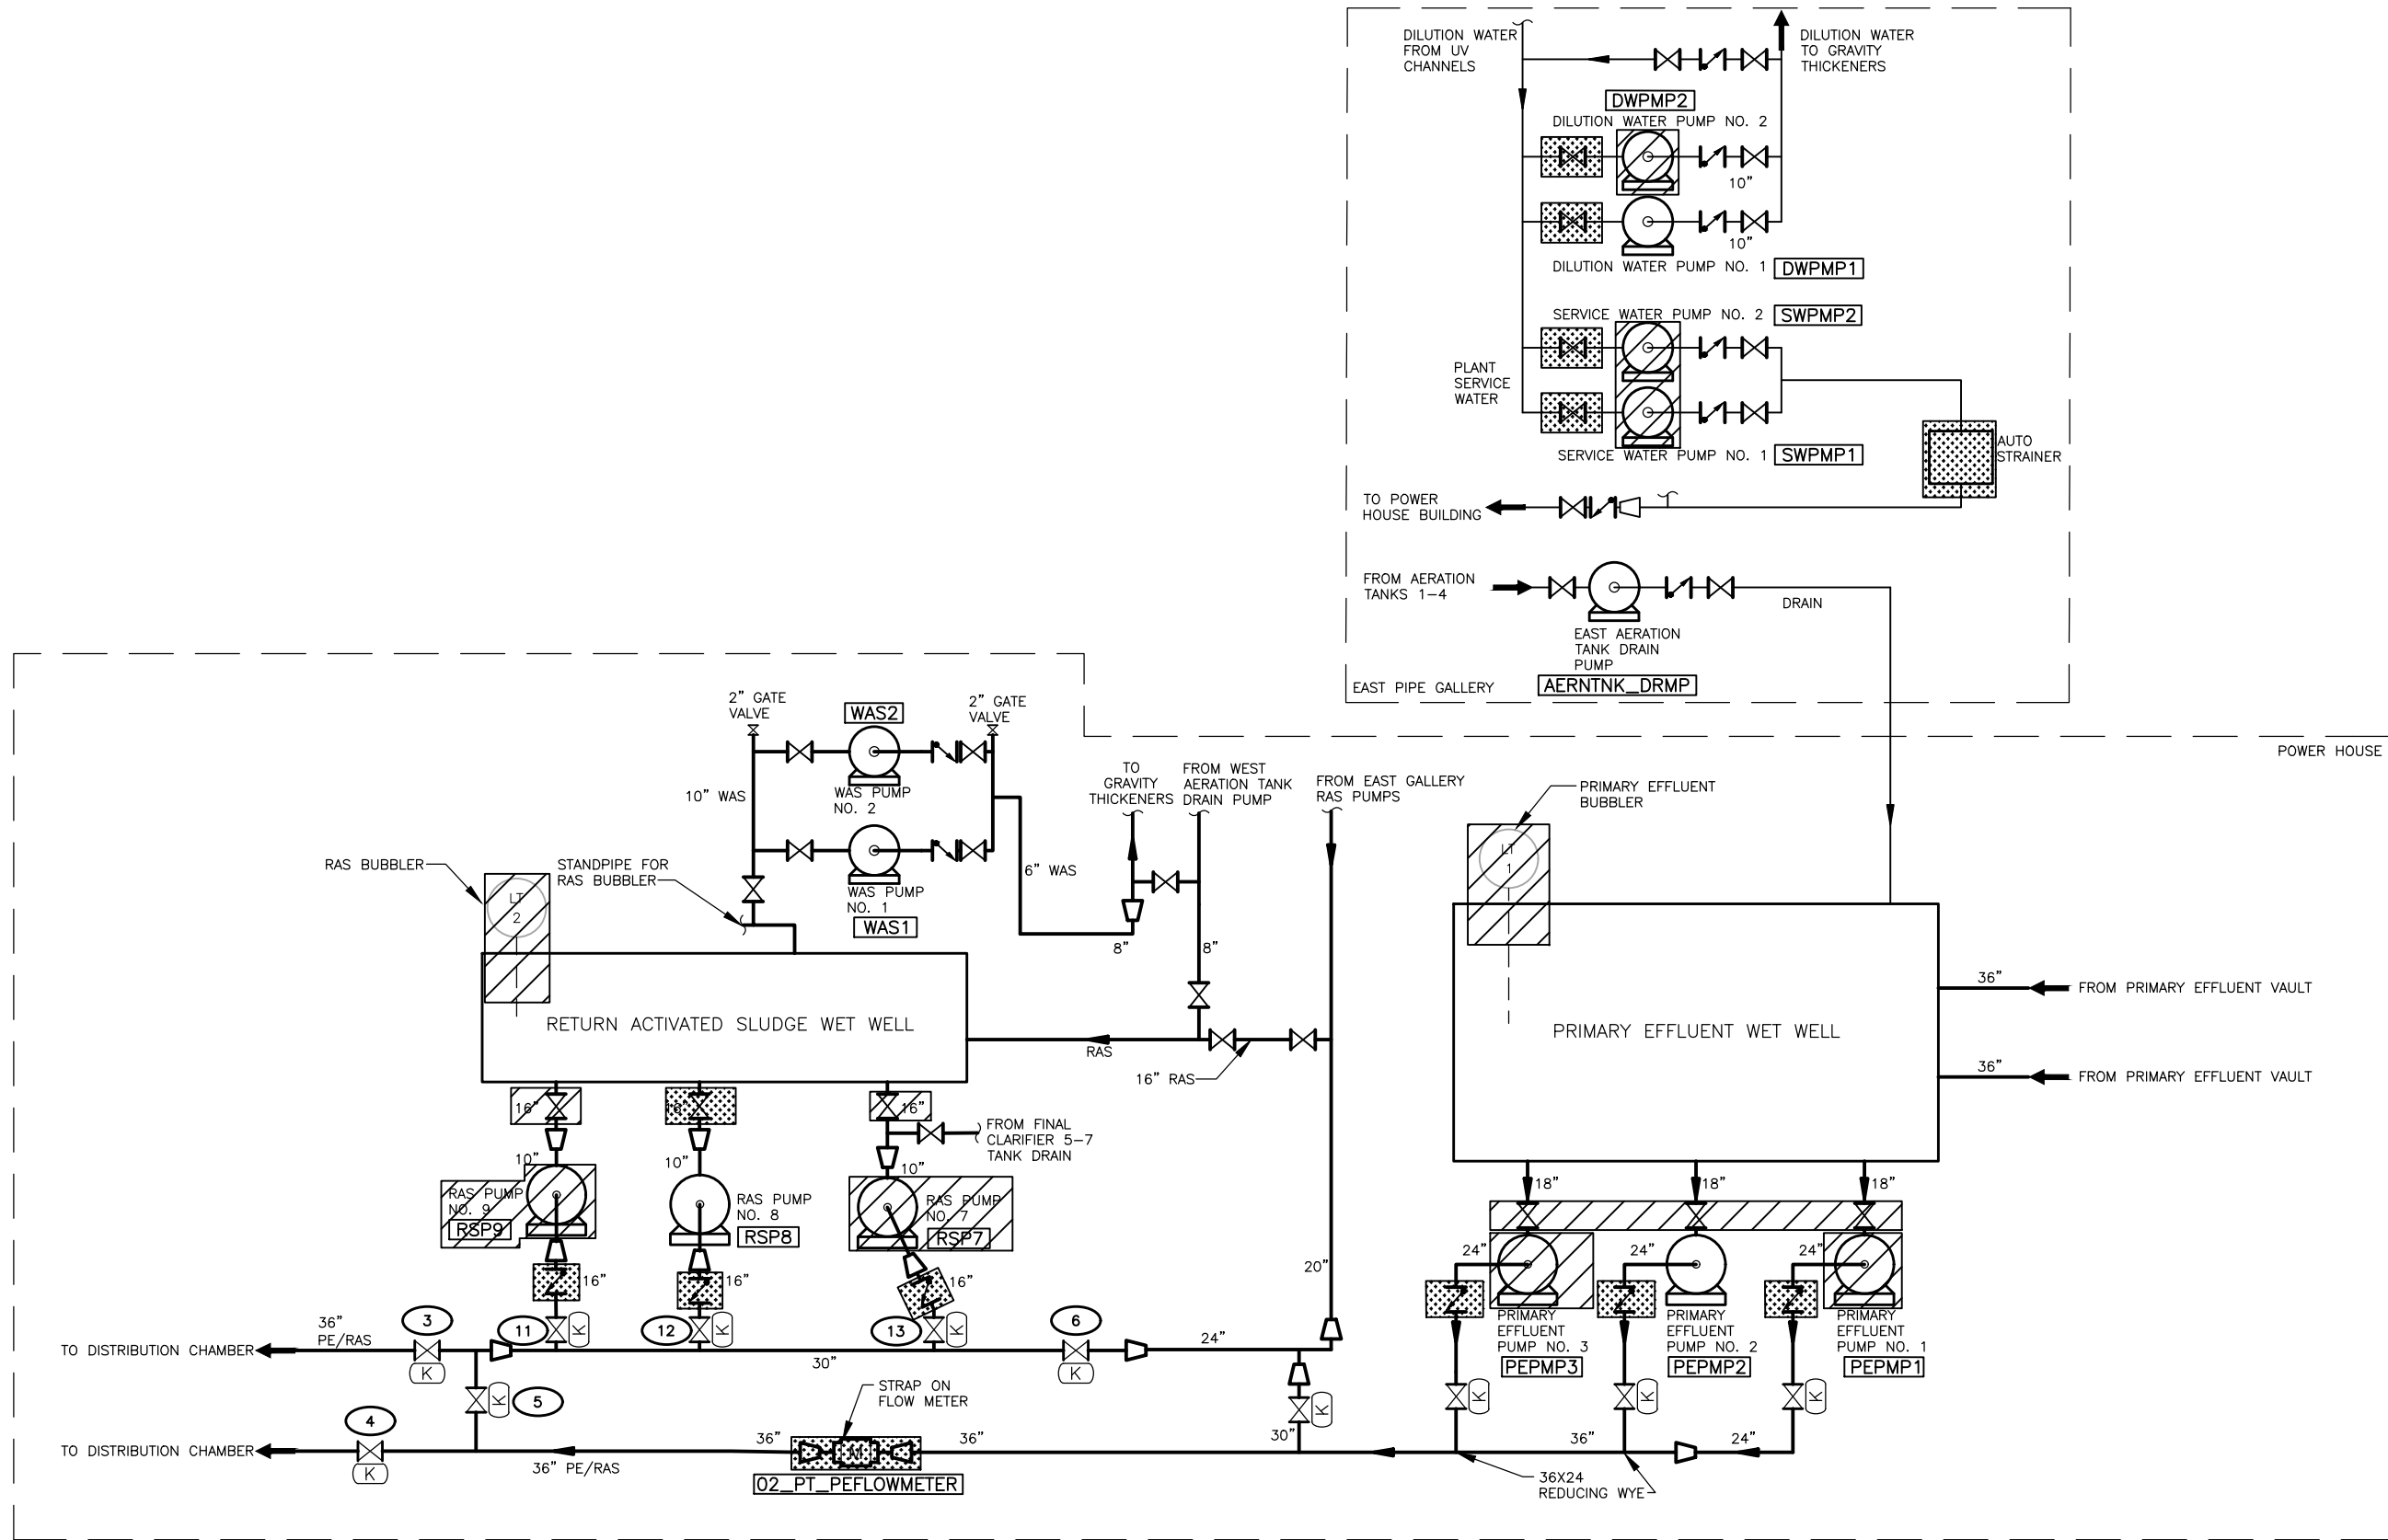 DILUTION WATER
FROM UV
CHANNELS
DILUTION WATER
TO GRAVITY
THICKENERS
DWPMP2
DILUTION WATER PUMP NO. 2
10"
10"
DILUTION WATER PUMP NO. 1
DWPMP1
SERVICE WATER PUMP NO. 2
SWPMP2
PLANT
SERVICE
WATER
SERVICE WATER PUMP NO. 1
SWPMP1
AUTO
STRAINER
TO POWER
HOUSE BUILDING
FROM AERATION
TANKS 1-4
DRAIN
EAST AERATION
TANK DRAIN
PUMP
AERNTNK_DRMP
EAST PIPE GALLERY
POWER HOUSE
2" GATE
VALVE
WAS2
2" GATE
VALVE
10" WAS
WAS PUMP
NO. 2
TO
GRAVITY
THICKENERS
FROM WEST
AERATION TANK
DRAIN PUMP
FROM EAST GALLERY
RAS PUMPS
PRIMARY EFFLUENT
BUBBLER
LT
1
RAS BUBBLER
STANDPIPE FOR
RAS BUBBLER
LT
2
WAS PUMP
NO. 1
WAS1
6" WAS
8"
8"
RETURN ACTIVATED SLUDGE WET WELL
RAS
16" RAS
PRIMARY EFFLUENT WET WELL
36"
FROM PRIMARY EFFLUENT VAULT
36"
FROM PRIMARY EFFLUENT VAULT
16"
16"
16"
FROM FINAL
CLARIFIER 5-7
TANK DRAIN
10"
10"
10"
RAS PUMP
NO. 9
RSP9
RAS PUMP
NO. 8
RSP8
RAS PUMP
NO. 7
RSP7
18"
18"
18"
24"
24"
24"
16"
16"
16"
20"
PRIMARY
EFFLUENT
PUMP NO. 3
PEPMP3
PRIMARY
EFFLUENT
PUMP NO. 2
PEPMP2
PRIMARY
EFFLUENT
PUMP NO. 1
PEPMP1
36"
PE/RAS
3
11
K
12
K
13
K
6
TO DISTRIBUTION CHAMBER
K
30"
K
24"
K
5
STRAP ON
FLOW METER
K
K
K
K
4
TO DISTRIBUTION CHAMBER
K
36" PE/RAS
36"
M
36"
30"
36"
24"
02_PT_PEFLOWMETER
36X24
REDUCING WYE